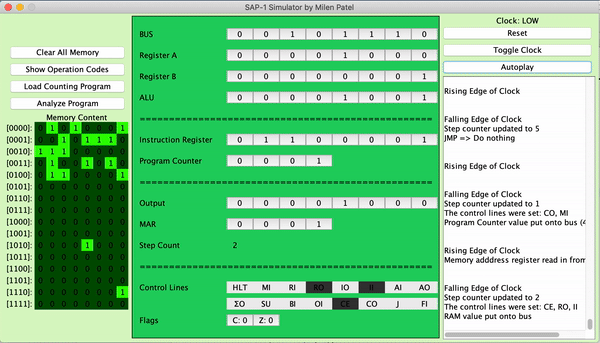 SAP-1 Simulator by Milen Patel
Clear All Memory
Show Operation Codes
Load Counting Program
Analyze Program
Memory Content
[0000]: 0 1 0 1 0 0 0 1
[0001]: 0 0 1 0 1 1 1 0
[0010]: 1 1 1 0 0 0 0 0
[0011]:
[0100]: 0 1 1 0 0 0 0 1
[0101]: 0 0 0 0 0 0 0 0
[0110]: 0 0 0 0 0 0 0 0
[0111]: 0 0 0 0 0 0 0 0
[1000]: 0 0 0 0 0 0 0 0
[1001]: 0 0 0 0 0 0 0 0
[1010]: 0 0 0 0 1 0 0 0
[1011]: 0 0 0 0 0 0 0 0
[1100]: 0 0 0 0 0 0 0 0
[1101]: 0 0 0 0 0 0 0 0
[1110]: 0 0 0 0 0 0 0 1
[1111]: 0 0 0 0 0 0 0 0
BUS 0 0 1 0 1 1 1 0
Register A 0 0 0 0 1 0 0 0
Register B 0 0 0 0 0 0 0 1
ALU 0 0 0 0 1 0 0 1
Instruction Register 0 1 1 0 0 0 0 1
Program Counter 0 0 0 1
Output 0 0 0 0 1 0 0 0
MAR 0 0 0 1
Step Count 2
Control Lines HLT MI RI RO IO II AI AO
ΣO SU BI OI CE CO J FI
Flags C: 0 Z: 0
Clock: LOW
Reset
Toggle Clock
Autoplay
Rising Edge of Clock
Falling Edge of Clock
Step counter updated to 5
JMP => Do nothing
Rising Edge of Clock
Falling Edge of Clock
Step counter updated to 1
The control lines were set: CO, MI
Program Counter value put onto bus (4
Rising Edge of Clock
Memory adddress register read in from
Falling Edge of Clock
Step counter updated to 2
The control lines were set: CE, RO, II
RAM value put onto bus